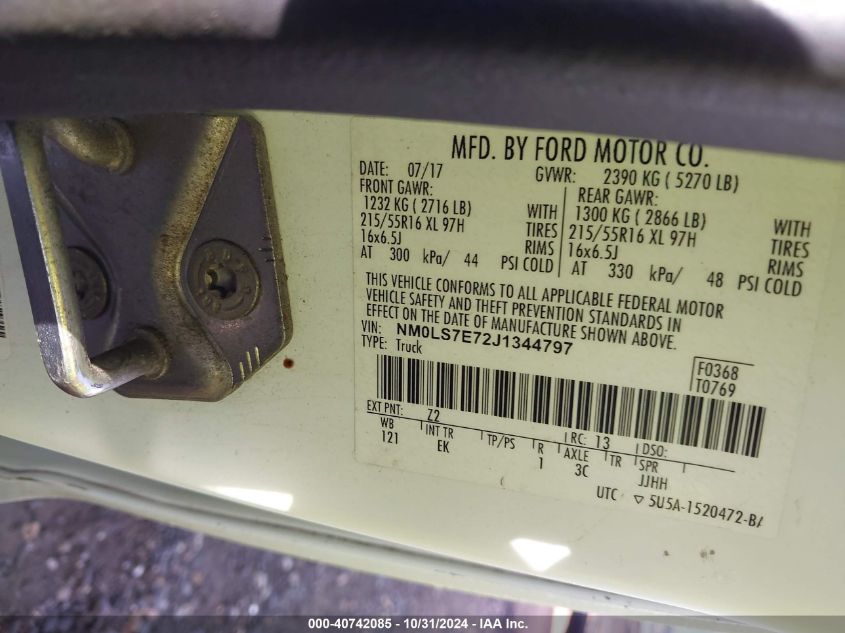 MFD. BY FORD MOTOR CO.
DATE: 07/17 GVWR: 2390 KG ( 5270 LB)
FRONT GAWR: REAR GAWR:
1232 KG ( 2716 LB) WITH 1300 KG ( 2866 LB) WITH
215/55R16 XL 97H TIRES 215/55R16 XL 97H TIRES
16x6.5J RIMS 16x6.5J RIMS
AT 300 kPa/ 44 PSI COLD AT 330 kPa/ 48 PSI COLD
THIS VEHICLE CONFORMS TO ALL APPLICABLE FEDERAL MOTOR
VEHICLE SAFETY AND THEFT PREVENTION STANDARDS IN
EFFECT ON THE DATE OF MANUFACTURE SHOWN ABOVE.
VIN: NM0LS7E72J1344797
TYPE: Truck
F0368
T0769
EXT PNT: Z2 RC: 13 DSO:
WB INT TR TP/PS R AXLE TR SPR
121 EK 1 3C JJHH
UTC ▽ 5U5A-1520472-BA
000-40742085 - 10/31/2024 - IAA Inc.